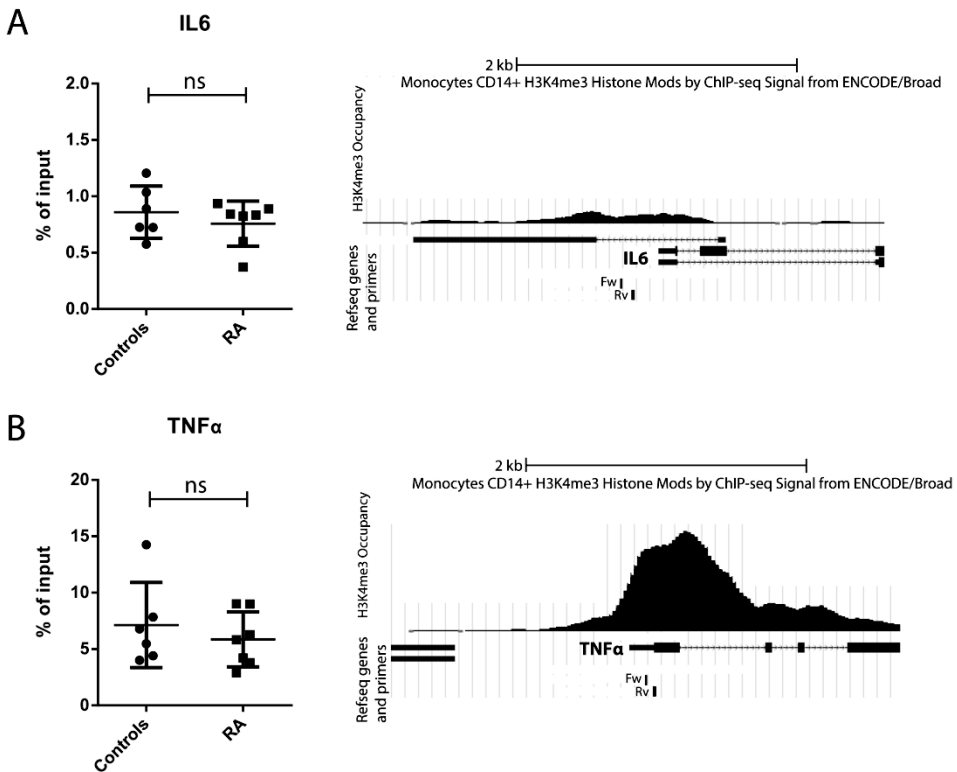 A
IL6
2.0
1.5
1.0
0.5
0.0
% of input
ns
Controls
RA
2 kb
Monocytes CD14+ H3K4me3 Histone Mods by ChIP-seq Signal from ENCODE/Broad
H3K4me3 Occupancy
Refseq genes
and primers
IL6
Fw
Rv
B
TNFα
20
15
10
5
0
% of input
ns
Controls
RA
2 kb
Monocytes CD14+ H3K4me3 Histone Mods by ChIP-seq Signal from ENCODE/Broad
H3K4me3 Occupancy
Refseq genes
and primers
TNFα
Fw
Rv